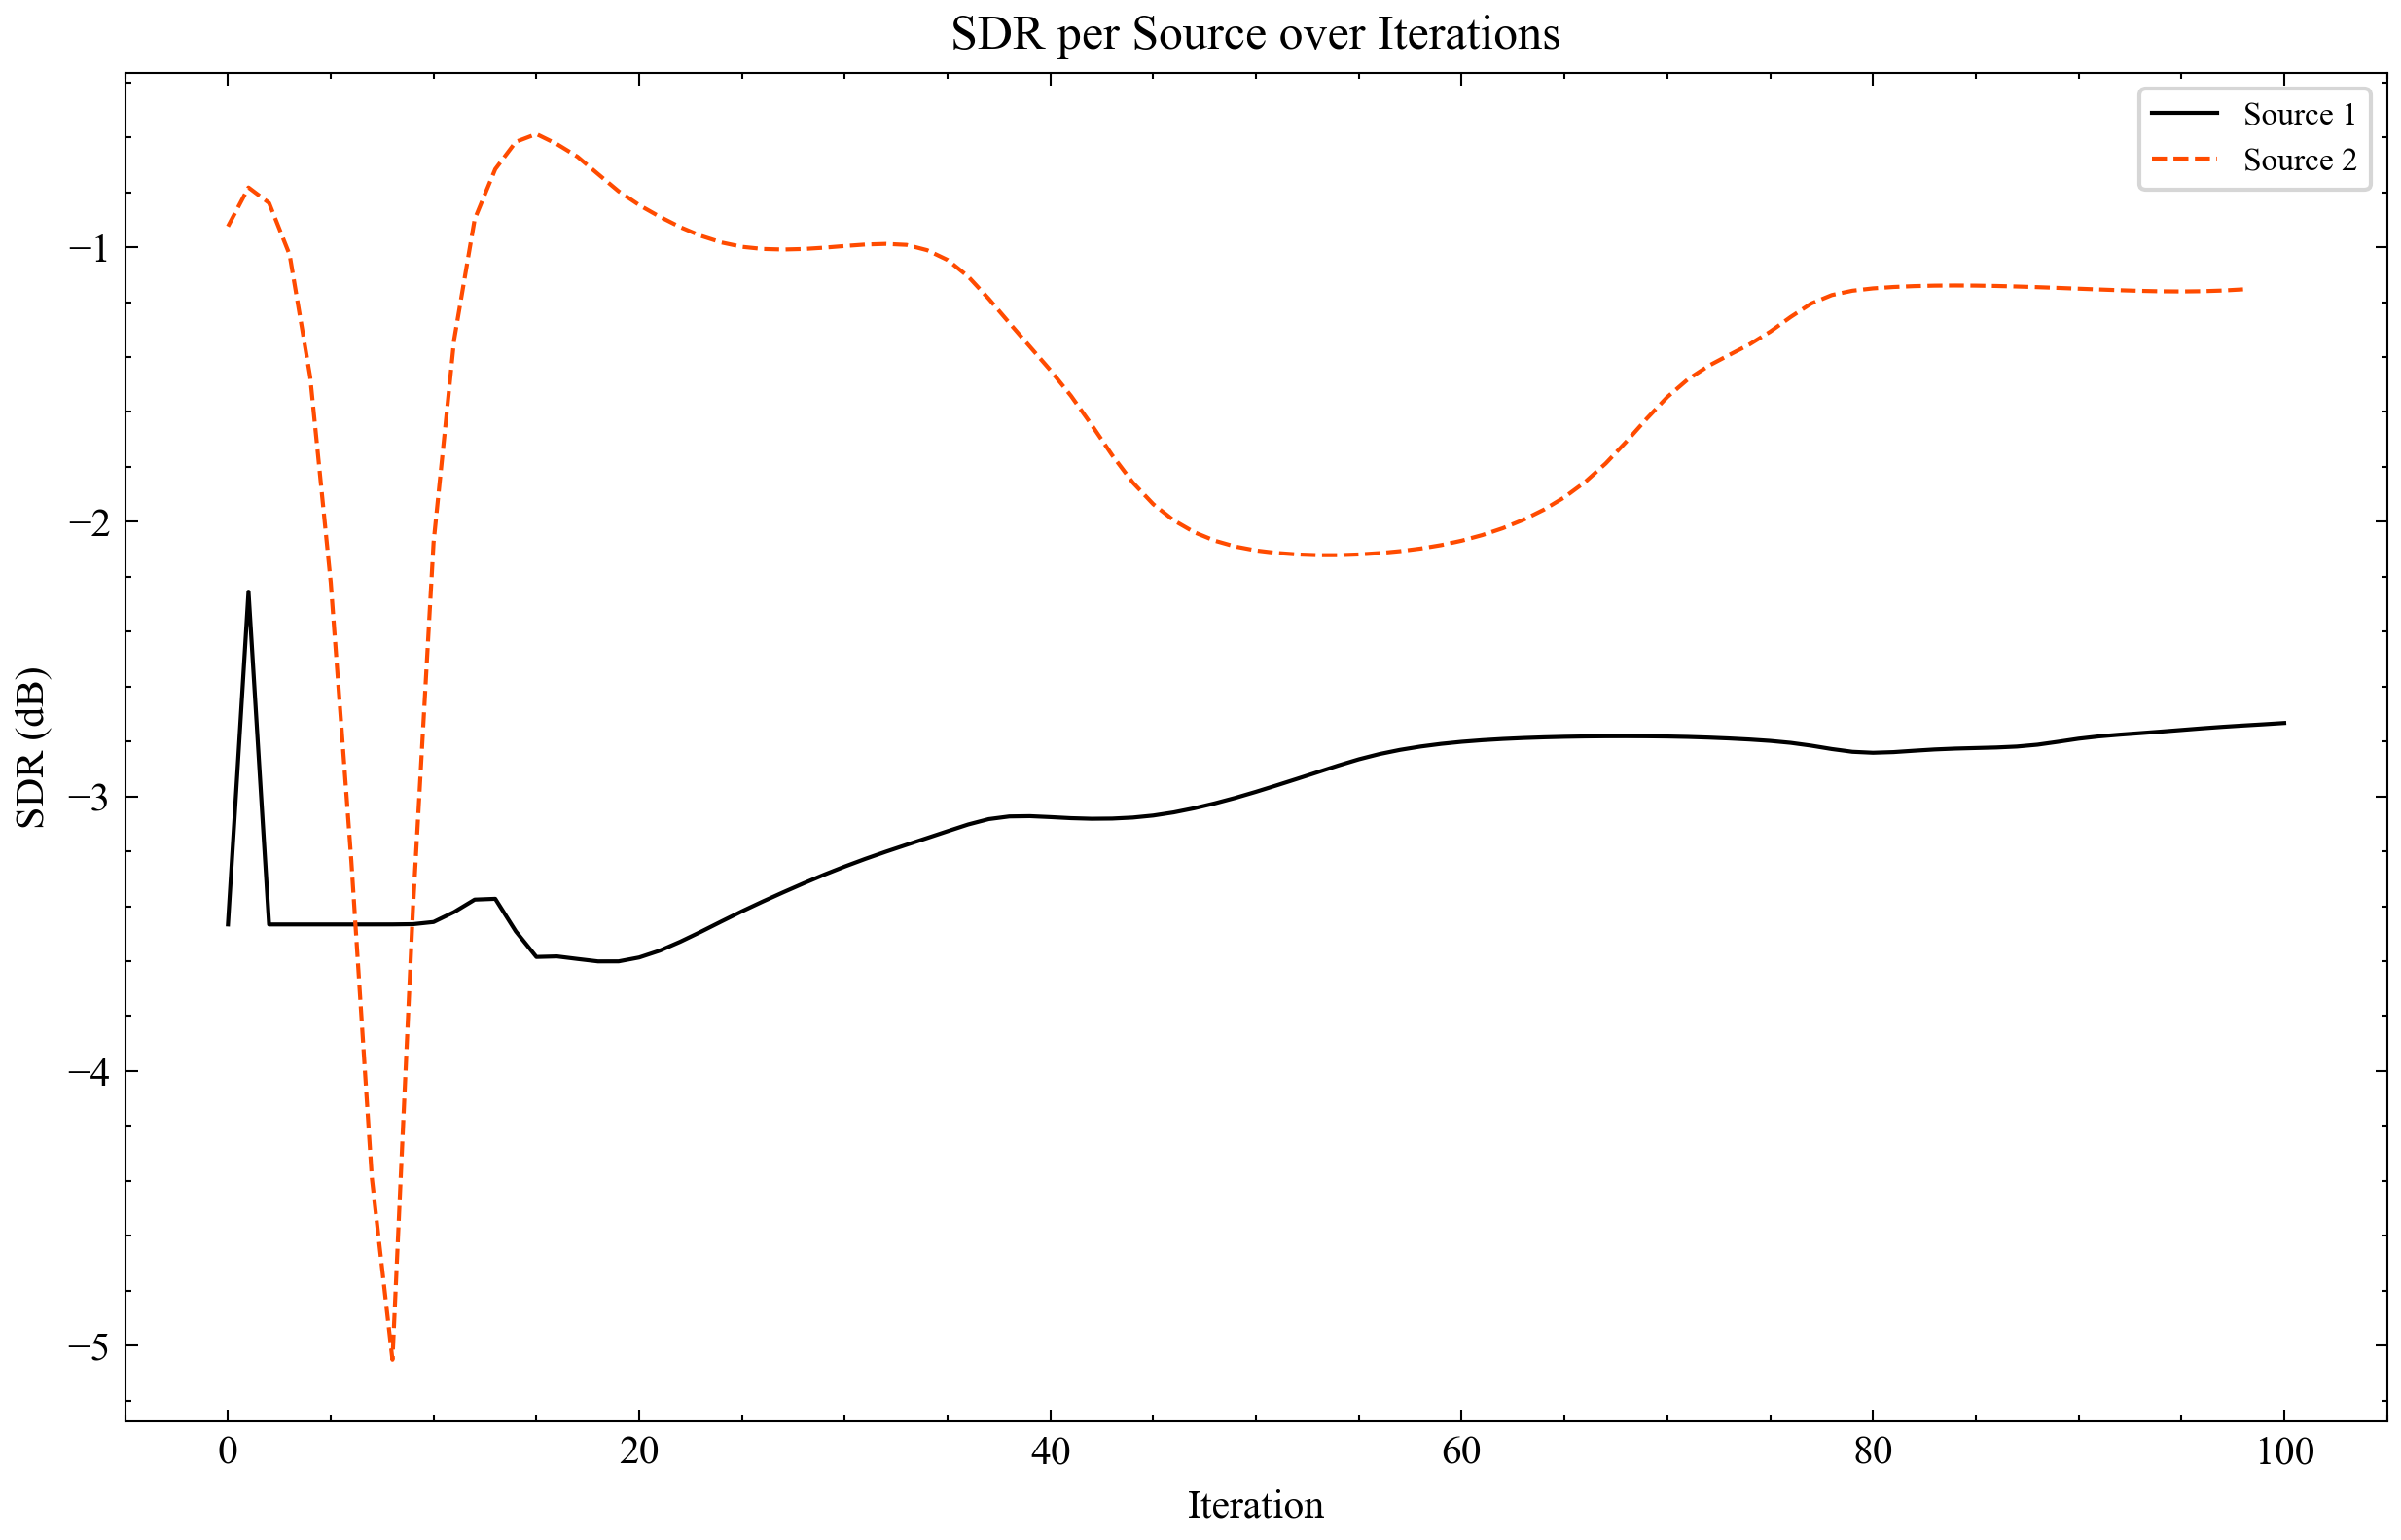 SDR per Source over Iterations
Source 1
Source 2
SDR (dB)
−1
−2
−3
−4
−5
0 20 40 60 80 100
Iteration